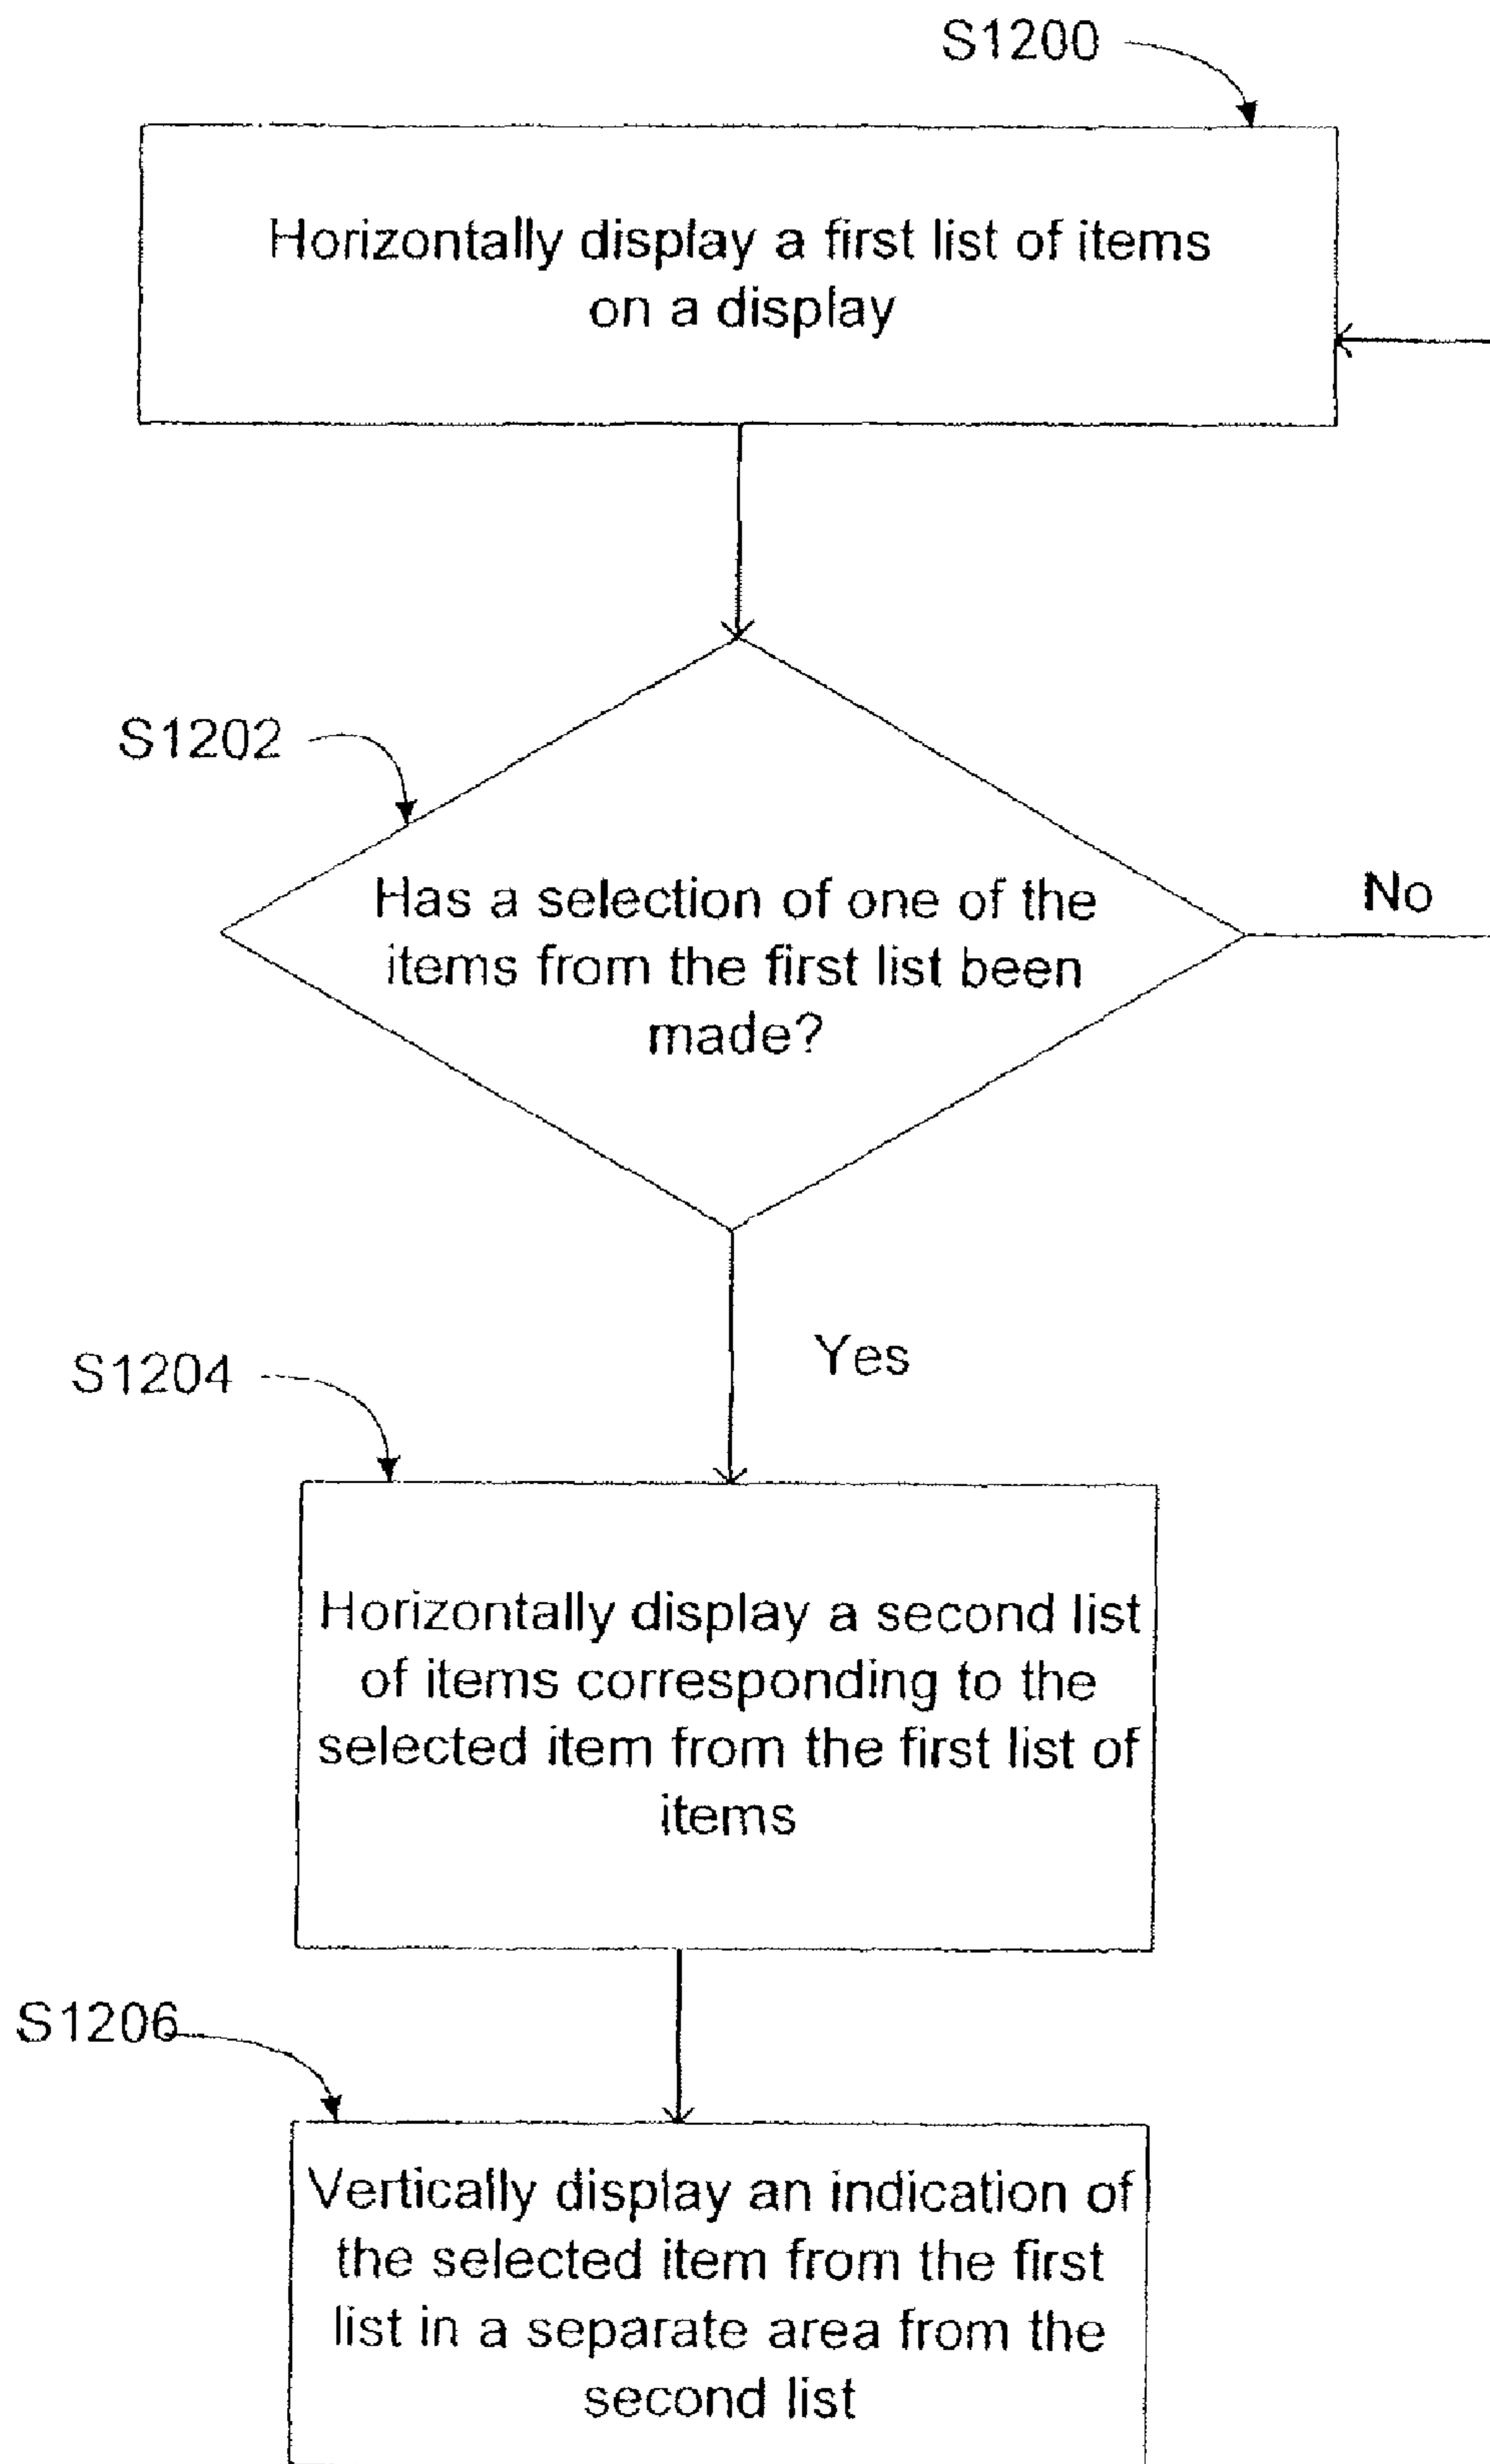 S1200
Horizontally display a first list of items
on a display
S1202
Has a selection of one of the
items from the first list been
made?
No
Yes
S1204
Horizontally display a second list
of items corresponding to the
selected item from the first list of
items
S1206
Vertically display an indication of
the selected item from the first
list in a separate area from the
second list